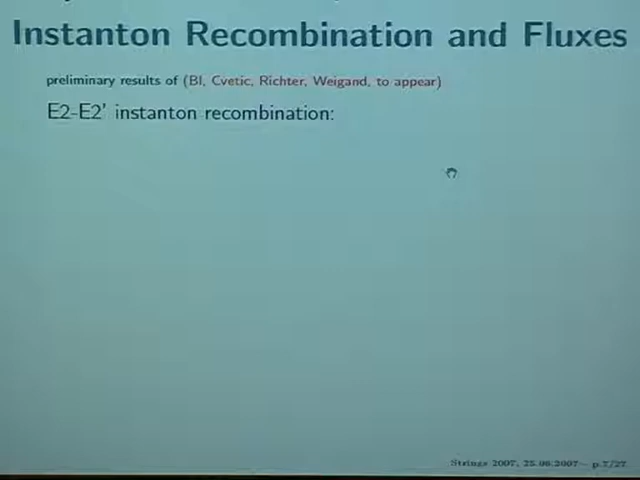 Instanton Recombination and Fluxes
preliminary results of (Bl, Cvetic, Richter, Weigand, to appear)
E2-E2' instanton recombination:
Strings 2007, 25.06.2007 – p.7/27